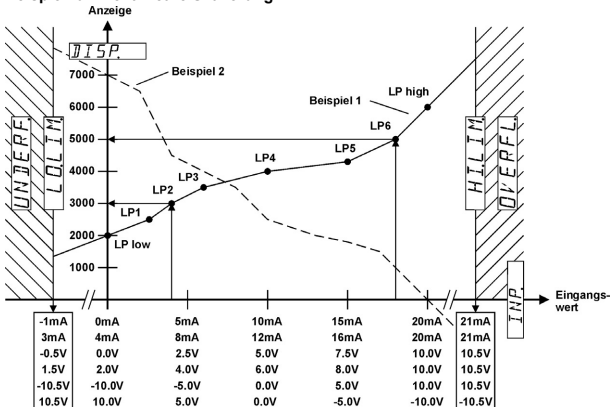 Anzeige
DISP.
7000
Beispiel 2
Beispiel 1
LP high
6000
5000
LP6
4000
LP5
LP4
LP3
3000
LP2
LP1
2000
LP low
1000
UNDERF.
LO.LIM.
HI.LIM.
OVERFL.
INP.
Eingangs-
wert
-1mA 0mA 5mA 10mA 15mA 20mA 21mA
3mA 4mA 8mA 12mA 16mA 20mA 21mA
-0.5V 0.0V 2.5V 5.0V 7.5V 10.0V 10.5V
1.5V 2.0V 4.0V 6.0V 8.0V 10.0V 10.5V
-10.5V -10.0V -5.0V 0.0V 5.0V 10.0V 10.5V
10.5V 10.0V 5.0V 0.0V -5.0V -10.0V -10.5V